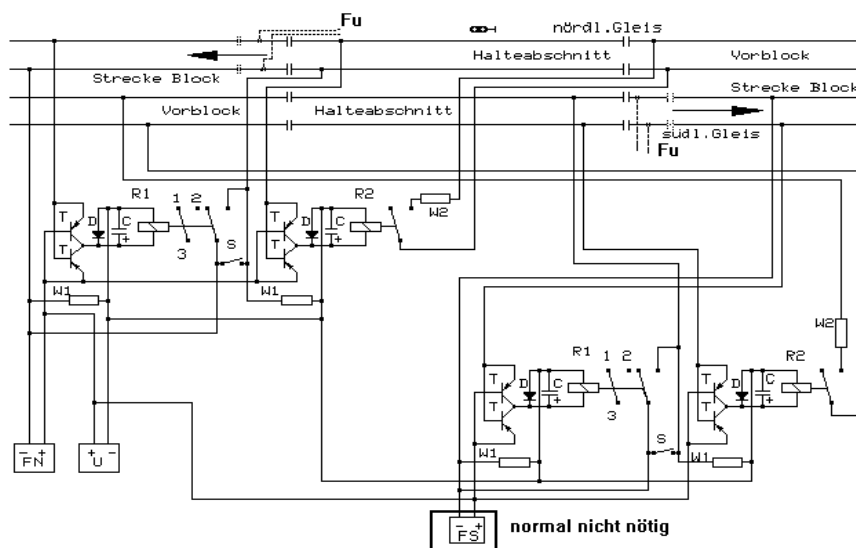 Fu
nördl.Gleis
Halteabschnitt
Vorblock
Strecke Block
Strecke Block
Vorblock
Halteabschnitt
südl.Gleis
Fu
R1
1 2
R2
T
D
C
+
T
3
S
T
D
C
+
T
W2
W1
W1
W2
R1
1 2
R2
T
D
C
+
T
3
S
T
D
C
+
T
W1
W1
- +
FN
+ -
U
- +
FS
normal nicht nötig